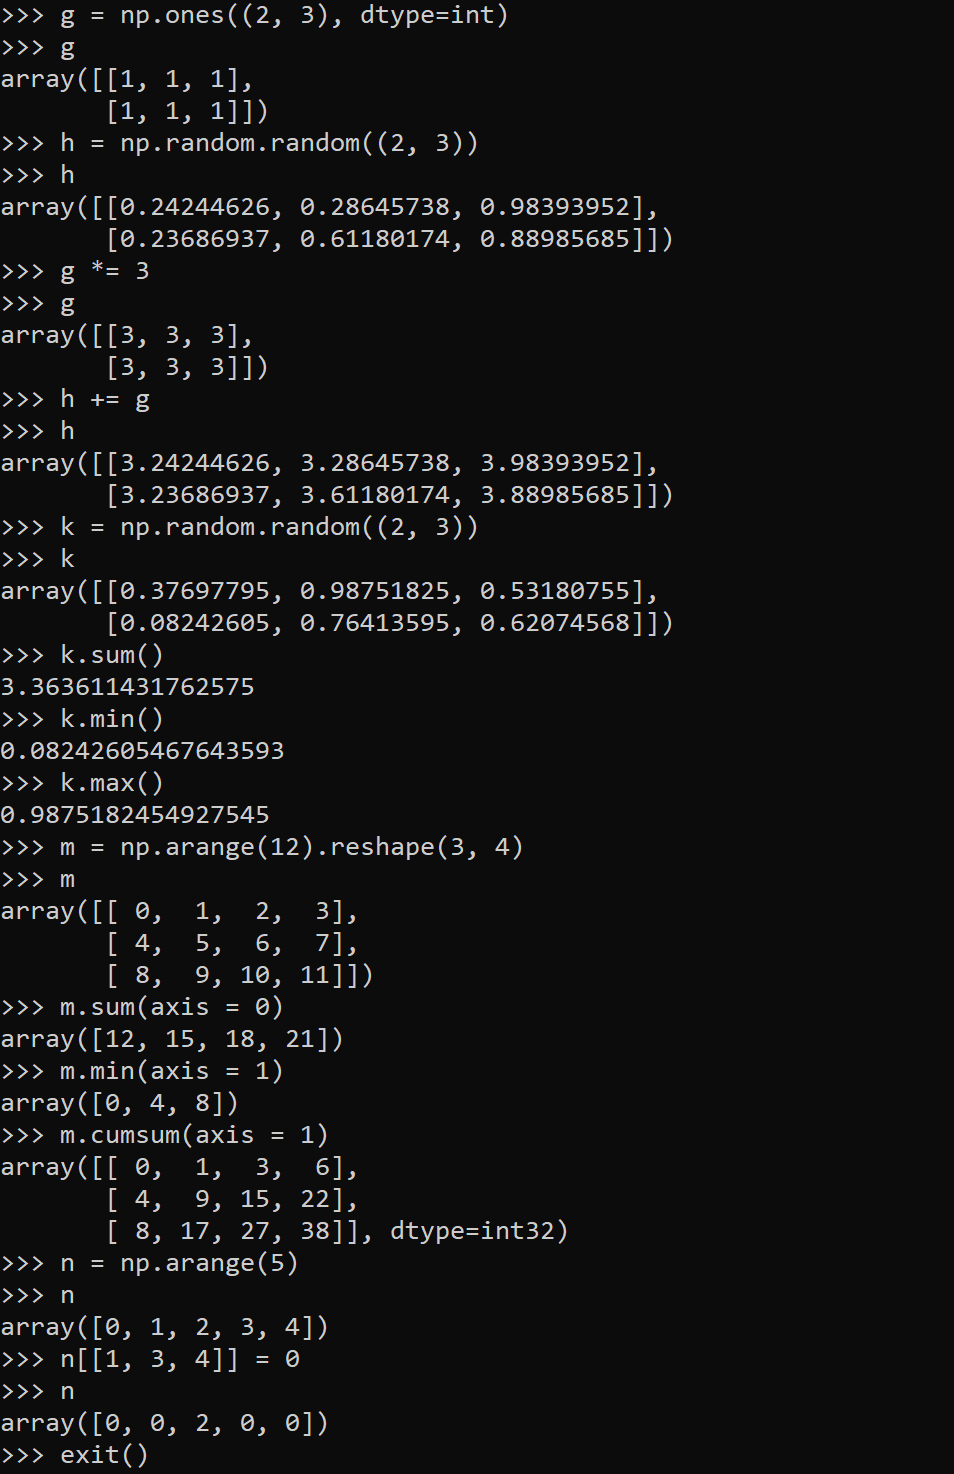 >>> g = np.ones((2, 3), dtype=int)
>>> g
array([[1, 1, 1],
       [1, 1, 1]])
>>> h = np.random.random((2, 3))
>>> h
array([[0.24244626, 0.28645738, 0.98393952],
       [0.23686937, 0.61180174, 0.88985685]])
>>> g *= 3
>>> g
array([[3, 3, 3],
       [3, 3, 3]])
>>> h += g
>>> h
array([[3.24244626, 3.28645738, 3.98393952],
       [3.23686937, 3.61180174, 3.88985685]])
>>> k = np.random.random((2, 3))
>>> k
array([[0.37697795, 0.98751825, 0.53180755],
       [0.08242605, 0.76413595, 0.62074568]])
>>> k.sum()
3.363611431762575
>>> k.min()
0.08242605467643593
>>> k.max()
0.9875182454927545
>>> m = np.arange(12).reshape(3, 4)
>>> m
array([[ 0,  1,  2,  3],
       [ 4,  5,  6,  7],
       [ 8,  9, 10, 11]])
>>> m.sum(axis = 0)
array([12, 15, 18, 21])
>>> m.min(axis = 1)
array([0, 4, 8])
>>> m.cumsum(axis = 1)
array([[ 0,  1,  3,  6],
       [ 4,  9, 15, 22],
       [ 8, 17, 27, 38]], dtype=int32)
>>> n = np.arange(5)
>>> n
array([0, 1, 2, 3, 4])
>>> n[[1, 3, 4]] = 0
>>> n
array([0, 0, 2, 0, 0])
>>> exit()